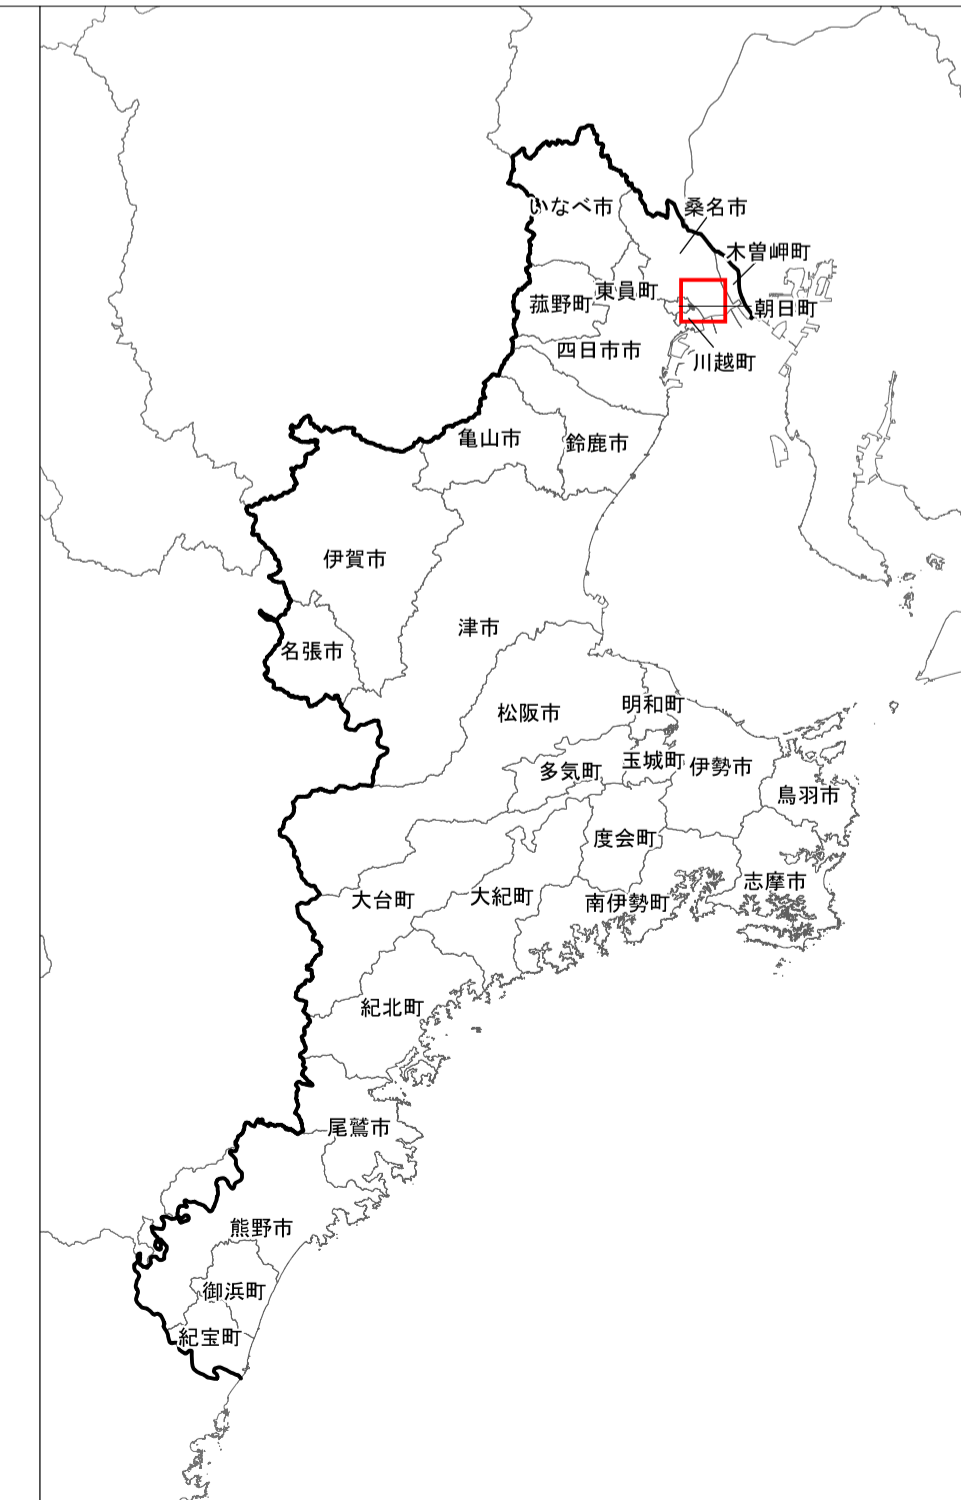 いなべ市
桑名市
木曽岬町
東員町
菰野町
朝日町
四日市市
川越町
亀山市
鈴鹿市
伊賀市
津市
名張市
松阪市
明和町
玉城町
伊勢市
多気町
鳥羽市
度会町
志摩市
大台町
大紀町
南伊勢町
紀北町
尾鷲市
熊野市
御浜町
紀宝町